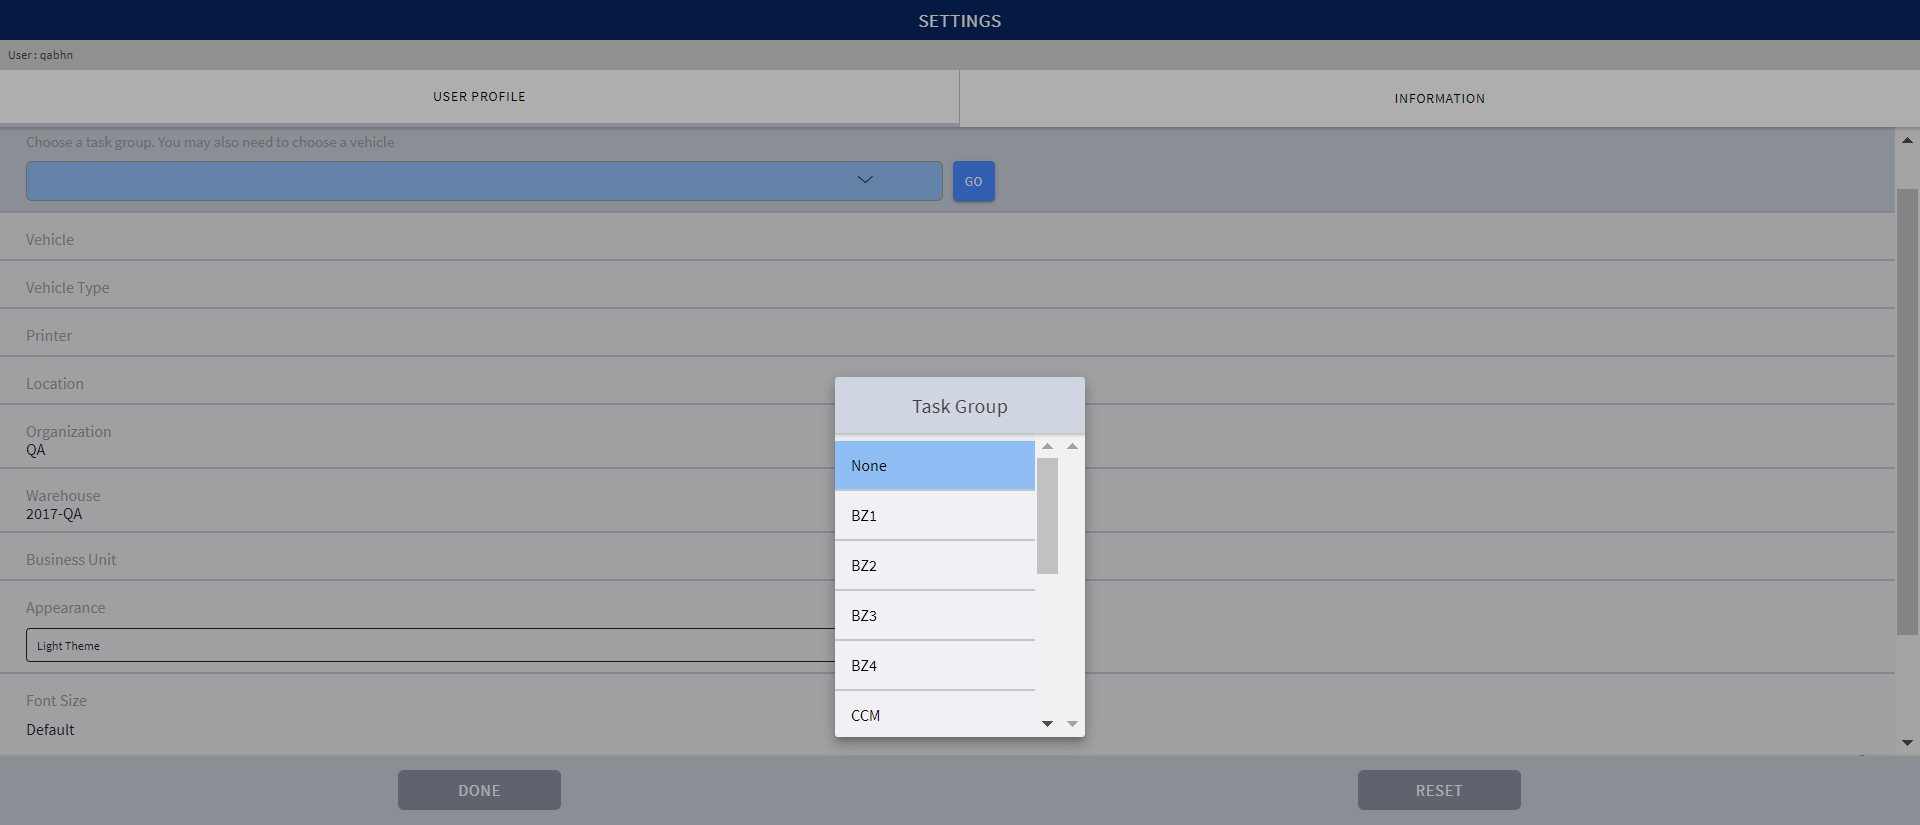 SETTINGS
User : qabhn
USER PROFILE
INFORMATION
Choose a task group. You may also need to choose a vehicle
GO
Vehicle
Vehicle Type
Printer
Location
Organization
QA
Warehouse
2017-QA
Business Unit
Appearance
Light Theme
Font Size
Default
Task Group
None
BZ1
BZ2
BZ3
BZ4
CCM
DONE
RESET